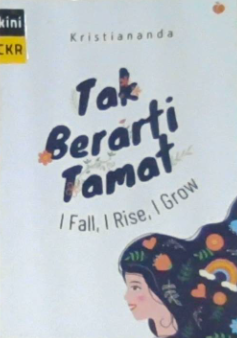 kini
CKR
Kristiananda
Tak
Berarti
Tamat
I Fall, I Rise, I Grow